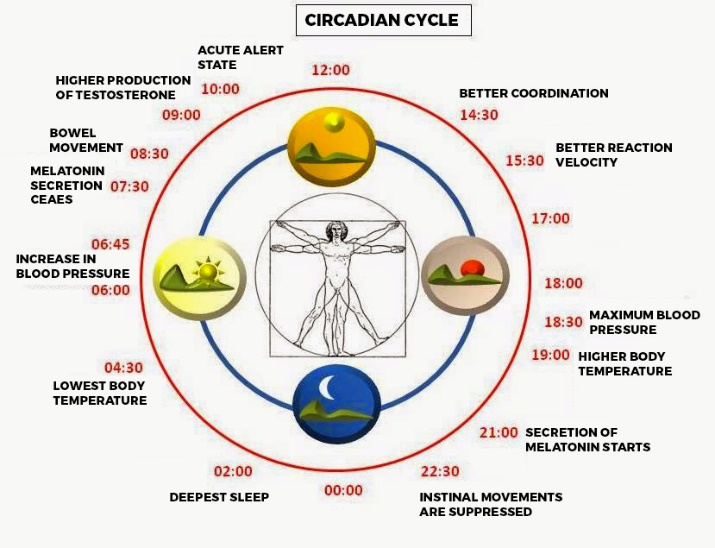 CIRCADIAN CYCLE
ACUTE ALERT
STATE
12:00
HIGHER PRODUCTION
OF TESTOSTERONE
10:00
BETTER COORDINATION
09:00
14:30
BOWEL
MOVEMENT
08:30
BETTER REACTION
VELOCITY
15:30
MELATONIN
SECRETION
CEAES
07:30
17:00
06:45
INCREASE IN
BLOOD PRESSURE
06:00
18:00
18:30
MAXIMUM BLOOD
PRESSURE
19:00
HIGHER BODY
TEMPERATURE
04:30
LOWEST BODY
TEMPERATURE
21:00
SECRETION OF
MELATONIN STARTS
02:00
22:30
00:00
DEEPEST SLEEP
INSTINAL MOVEMENTS
ARE SUPPRESSED